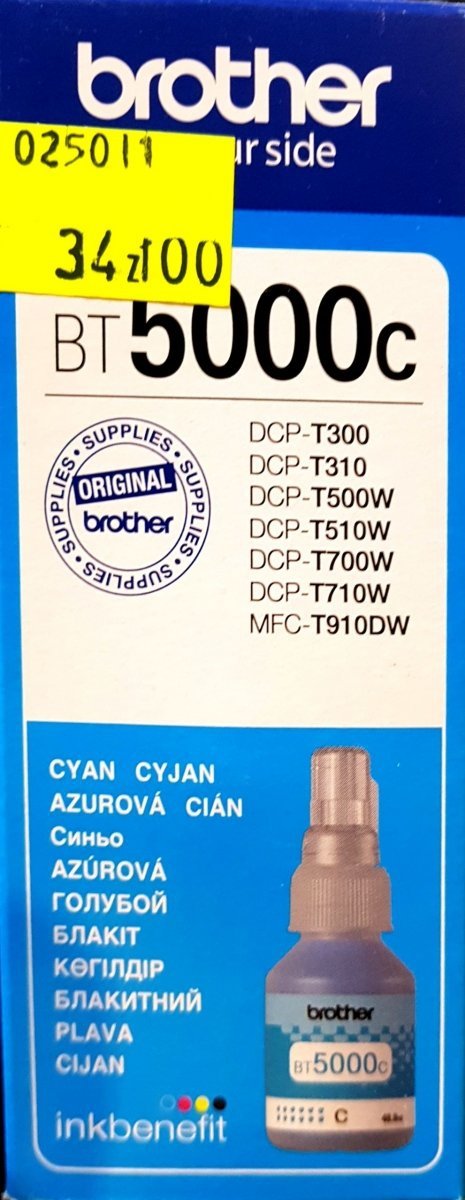 brother
ur side
025011
34 zł 00
BT5000C
SUPPLIES • SUPPLIES • SUPPLIES • SUPPLIES •
ORIGINAL
brother
DCP-T300
DCP-T310
DCP-T500W
DCP-T510W
DCP-T700W
DCP-T710W
MFC-T910DW
CYAN CYJAN
AZUROVÁ CIÁN
Синьо
AZÚROVÁ
ГОЛУБОЙ
БЛАКІТ
КӨГІЛДІР
БЛАКИТНИЙ
PLAVA
CIJAN
inkbenefit
brother
BT5000C
C